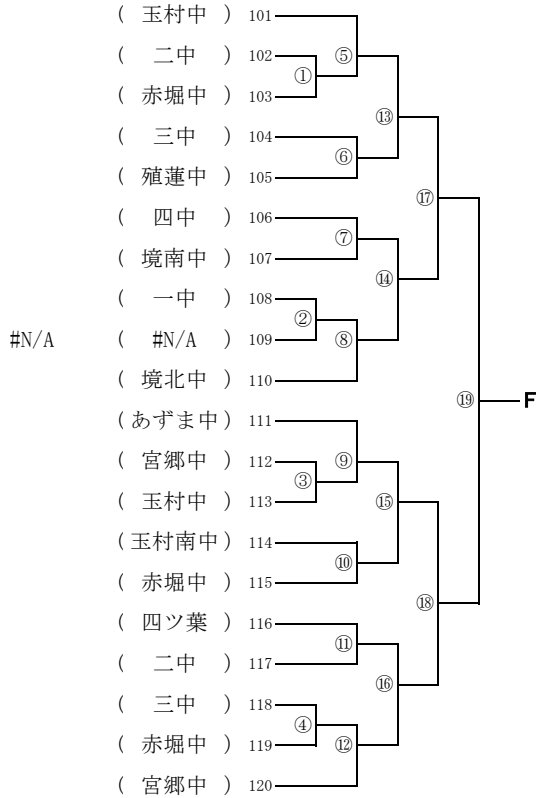 ( 玉村中 ) 101
( 二中 ) 102 ⑤
①
( 赤堀中 ) 103
⑬
( 三中 ) 104
⑥
( 殖蓮中 ) 105
⑰
( 四中 ) 106
⑦
( 境南中 ) 107
⑭
( 一中 ) 108
②
#N/A ( #N/A ) 109 ⑧
( 境北中 ) 110
⑲ F
( あずま中 ) 111
( 宮郷中 ) 112 ⑨
③
( 玉村中 ) 113 ⑮
( 玉村南中 ) 114
⑩
( 赤堀中 ) 115
⑱
( 四ツ葉 ) 116
⑪
( 二中 ) 117
⑯
( 三中 ) 118
④
( 赤堀中 ) 119 ⑫
( 宮郷中 ) 120